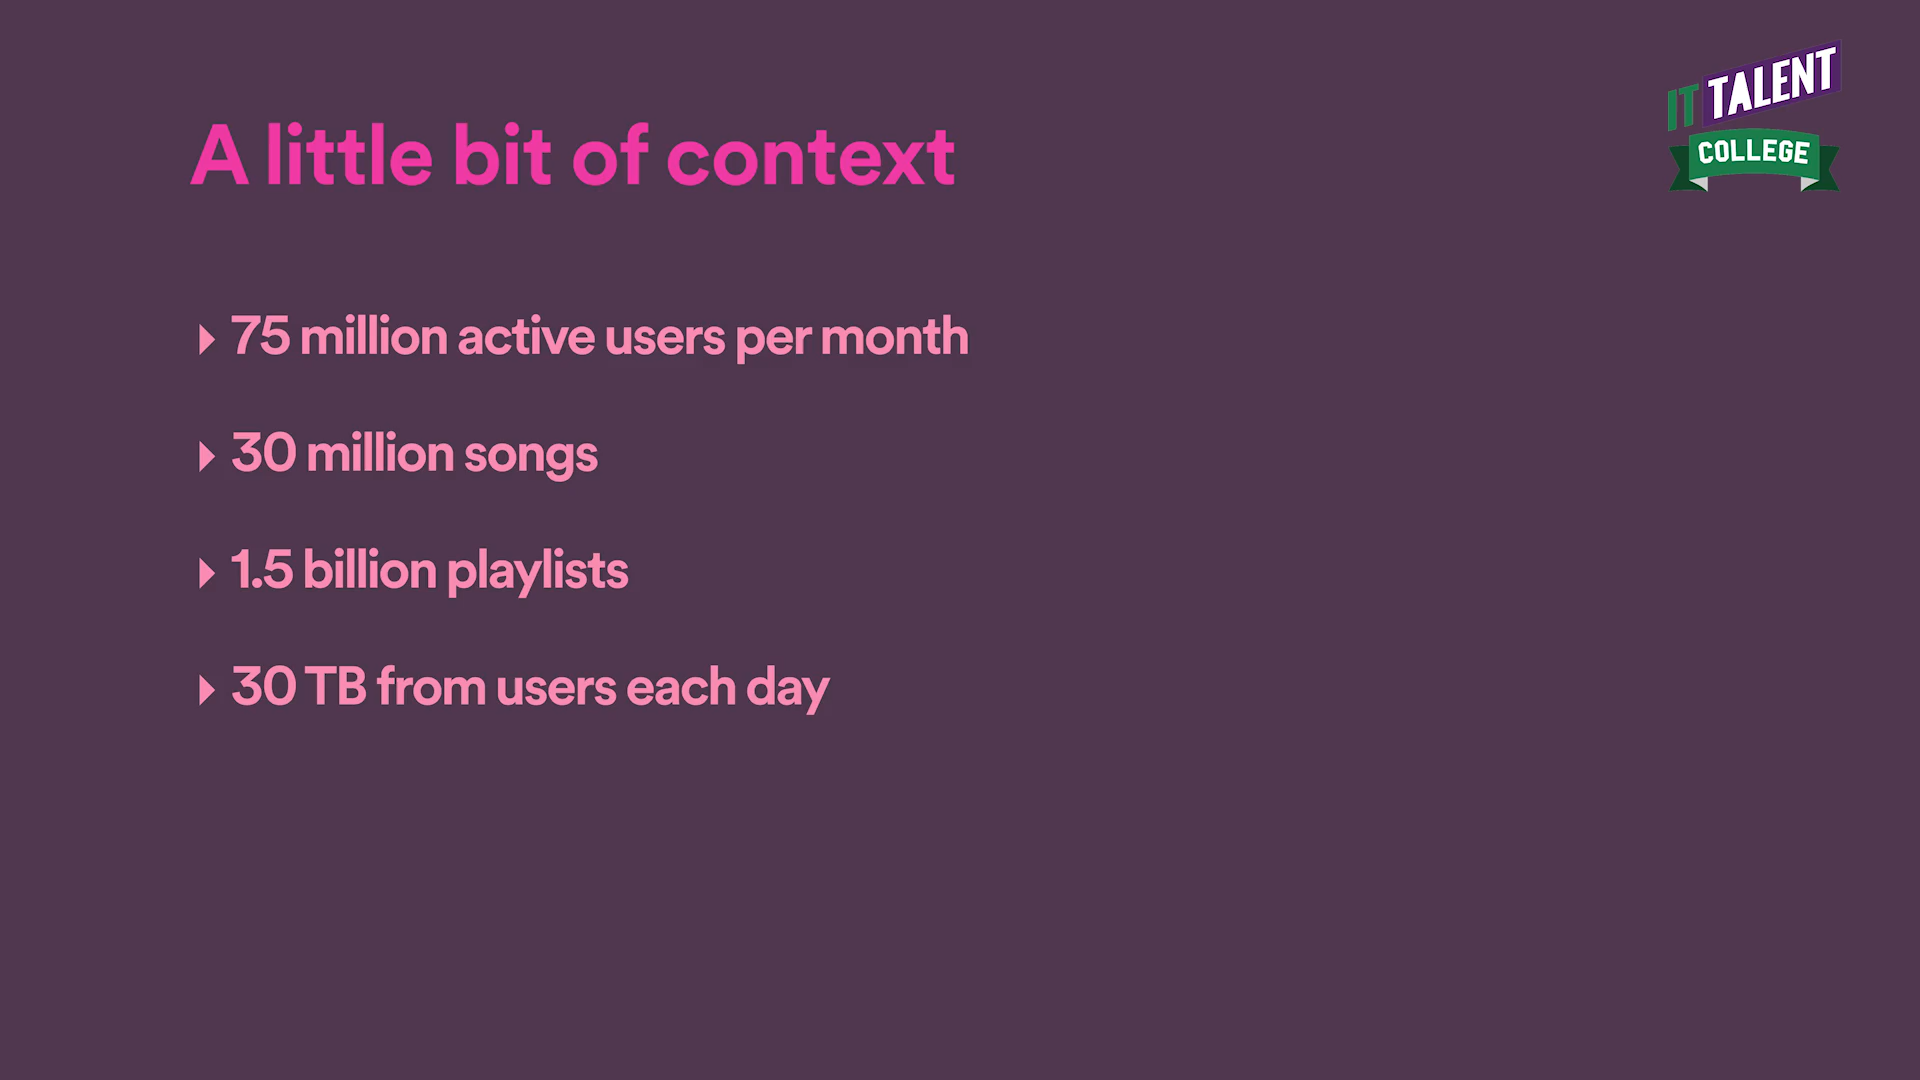 IT TALENT
COLLEGE
A little bit of context
75 million active users per month
30 million songs
1.5 billion playlists
30 TB from users each day